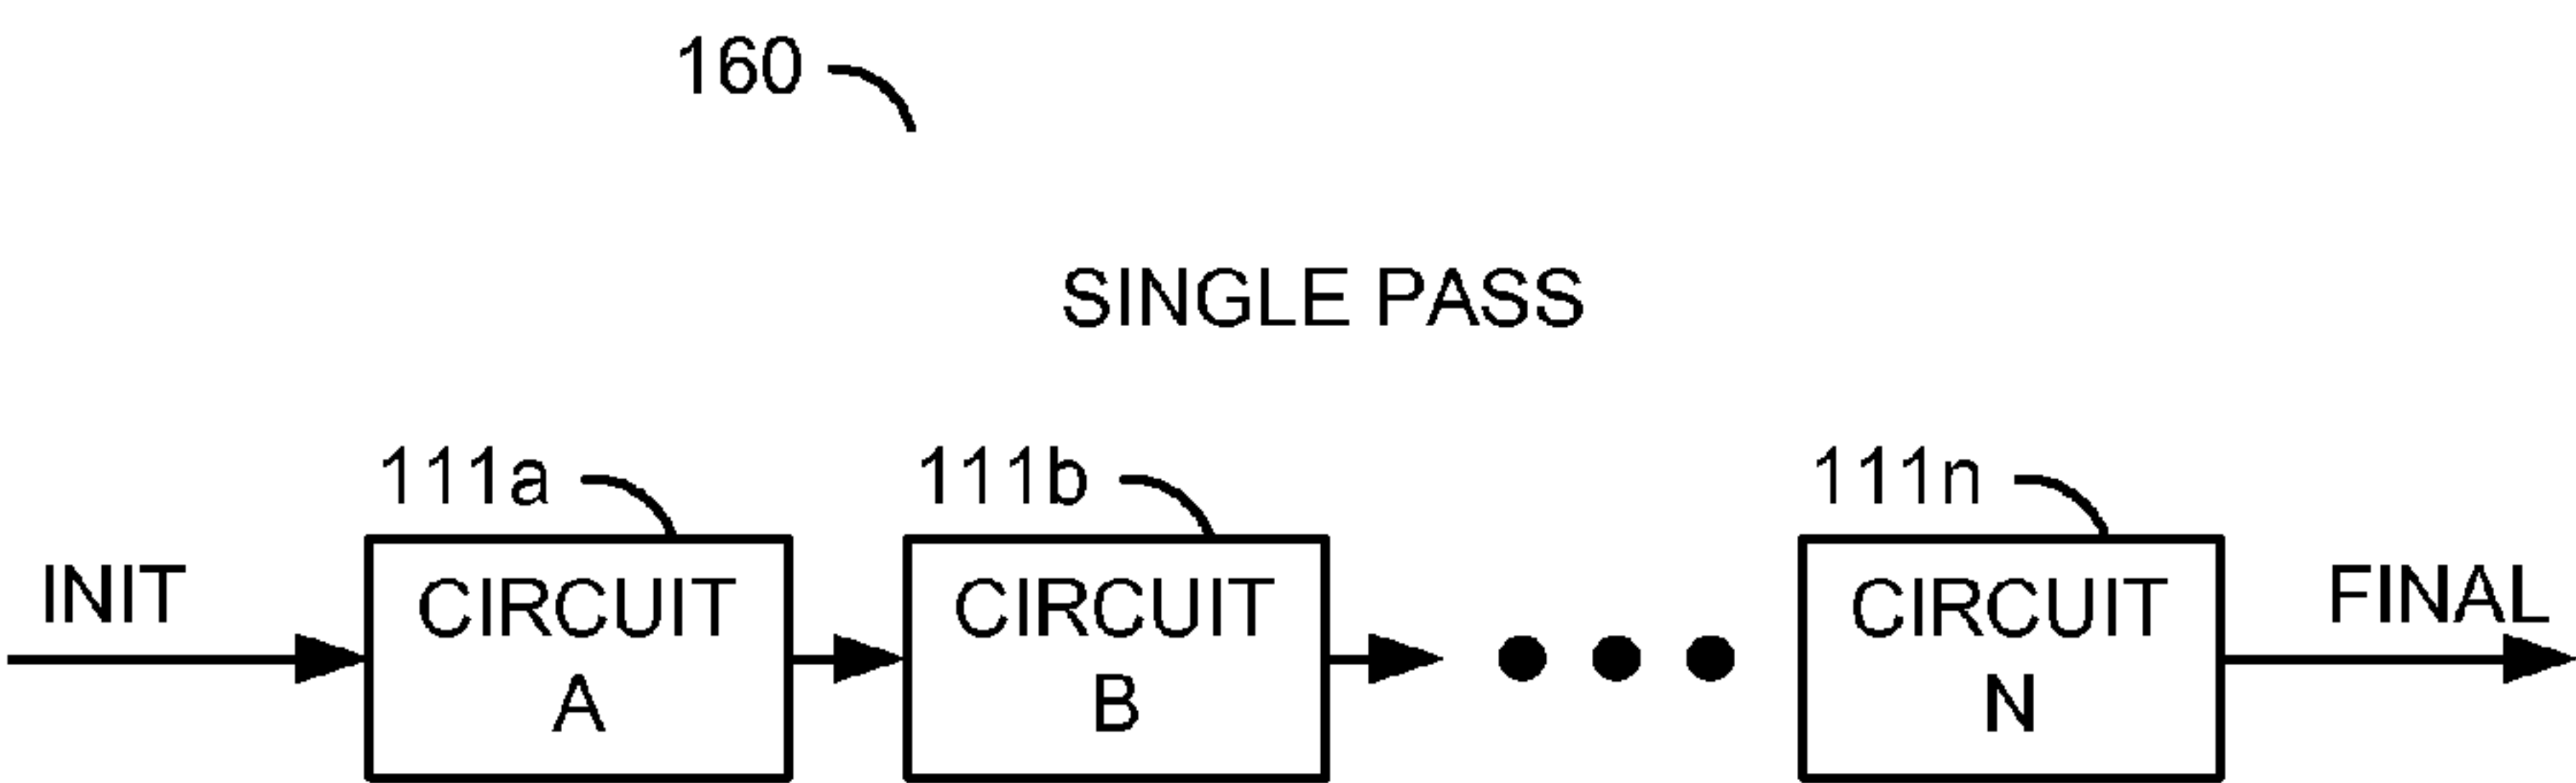 160
SINGLE PASS
111a 111b 111n
INIT CIRCUIT CIRCUIT CIRCUIT FINAL
A B N